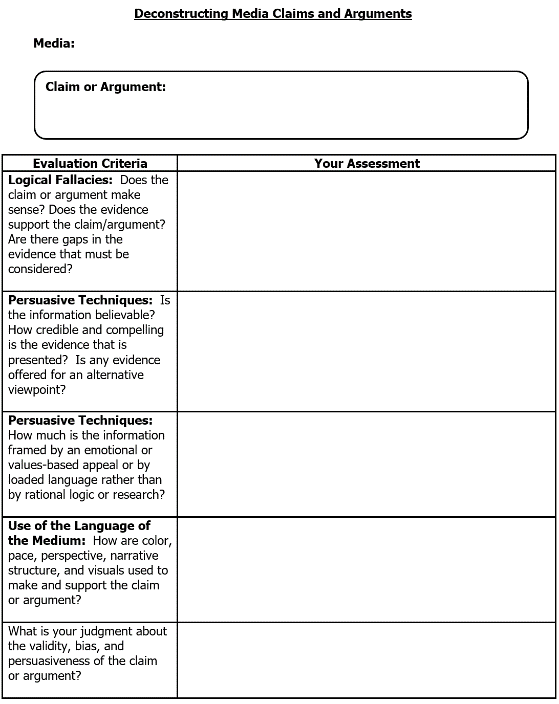 Deconstructing Media Claims and Arguments
Media:
Claim or Argument:
Evaluation Criteria
Your Assessment
Logical Fallacies:  Does the
claim or argument make
sense? Does the evidence
support the claim/argument?
Are there gaps in the
evidence that must be
considered?
Persuasive Techniques:  Is
the information believable?
How credible and compelling
is the evidence that is
presented?  Is any evidence
offered for an alternative
viewpoint?
Persuasive Techniques:
How much is the information
framed by an emotional or
values-based appeal or by
loaded language rather than
by rational logic or research?
Use of the Language of
the Medium:  How are color,
pace, perspective, narrative
structure, and visuals used to
make and support the claim
or argument?
What is your judgment about
the validity, bias, and
persuasiveness of the claim
or argument?